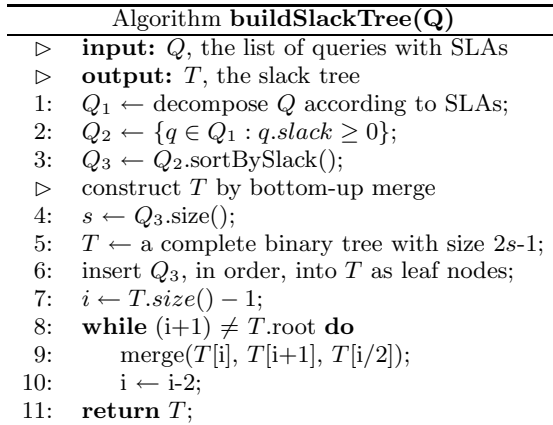 Algorithm buildSlackTree(Q)
▷ input: Q, the list of queries with SLAs
▷ output: T, the slack tree
1: Q₁ ← decompose Q according to SLAs;
2: Q₂ ← {q ∈ Q₁ : q.slack ≥ 0};
3: Q₃ ← Q₂.sortBySlack();
▷ construct T by bottom-up merge
4: s ← Q₃.size();
5: T ← a complete binary tree with size 2s-1;
6: insert Q₃, in order, into T as leaf nodes;
7: i ← T.size() − 1;
8: while (i+1) ≠ T.root do
9: merge(T[i], T[i+1], T[i/2]);
10: i ← i-2;
11: return T;